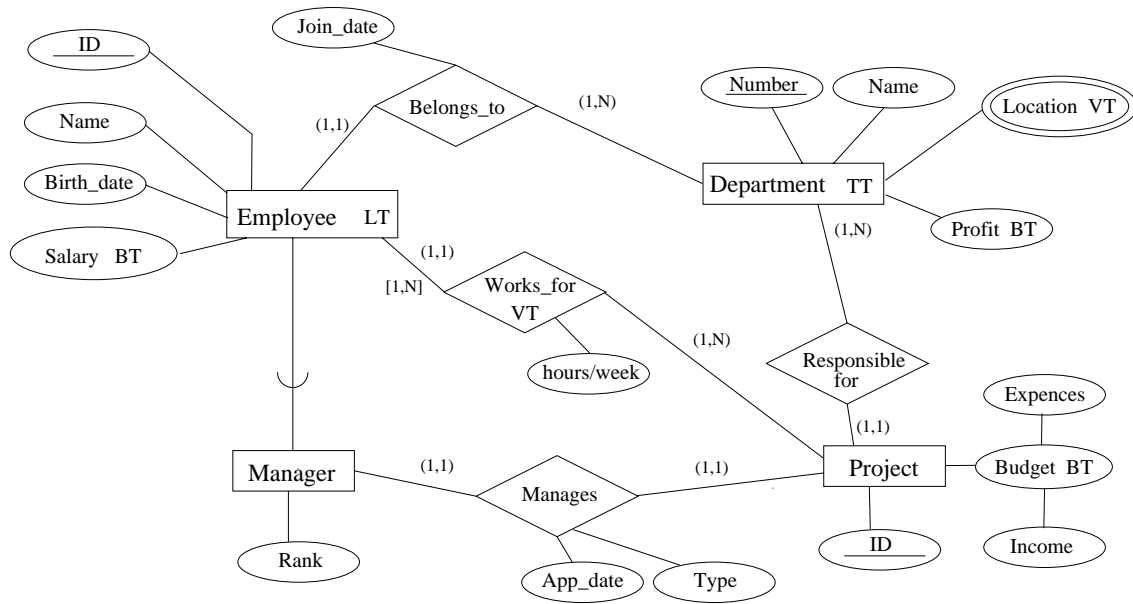 Join_date
ID
Number
Name
Location VT
Belongs_to
(1,N)
Name
(1,1)
Birth_date
Department TT
Employee LT
(1,N)
Profit BT
Salary BT
(1,1)
[1,N]
Works_for
VT
(1,N)
Responsible
for
hours/week
Expences
(1,1)
Manager
(1,1)
(1,1)
Project
Budget BT
Manages
Rank
App_date
Type
ID
Income